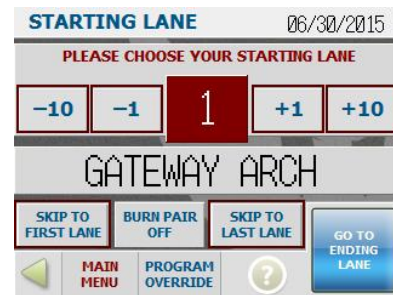 STARTING LANE 06/30/2015
PLEASE CHOOSE YOUR STARTING LANE
−10 −1 1 +1 +10
GATEWAY ARCH
SKIP TO FIRST LANE
BURN PAIR OFF
SKIP TO LAST LANE
GO TO ENDING LANE
MAIN MENU
PROGRAM OVERRIDE
?